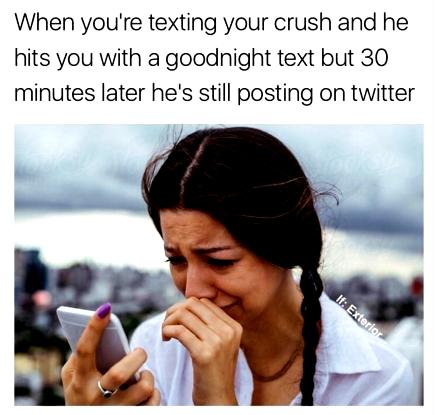 When you're texting your crush and he
hits you with a goodnight text but 30
minutes later he's still posting on twitter
If: Exterior